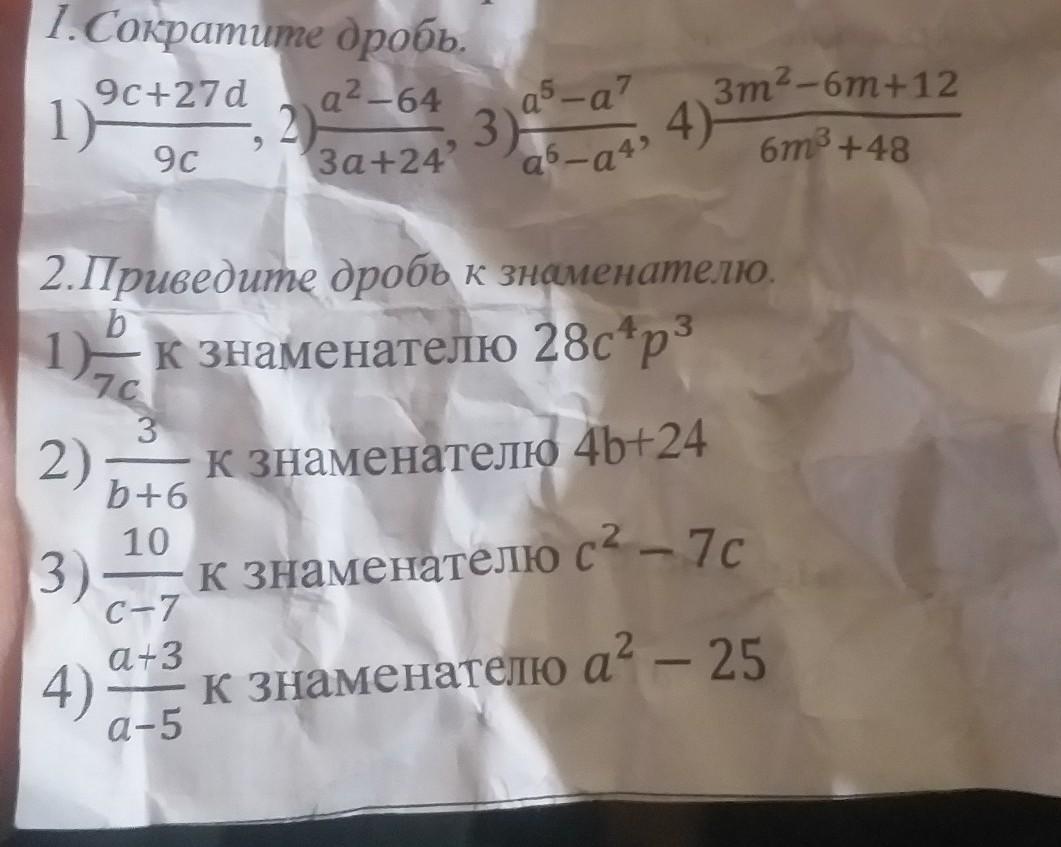 1.Сократите дробь.
1) (9c+27d)/(9c), 2) (a²−64)/(3a+24), 3) (a⁵−a⁷)/(a⁶−a⁴), 4) (3m²−6m+12)/(6m³+48)
2.Приведите дробь к знаменателю.
1) b/(7c) к знаменателю 28c⁴p³
2) 3/(b+6) к знаменателю 4b+24
3) 10/(c−7) к знаменателю c² − 7c
4) (a+3)/(a−5) к знаменателю a² − 25